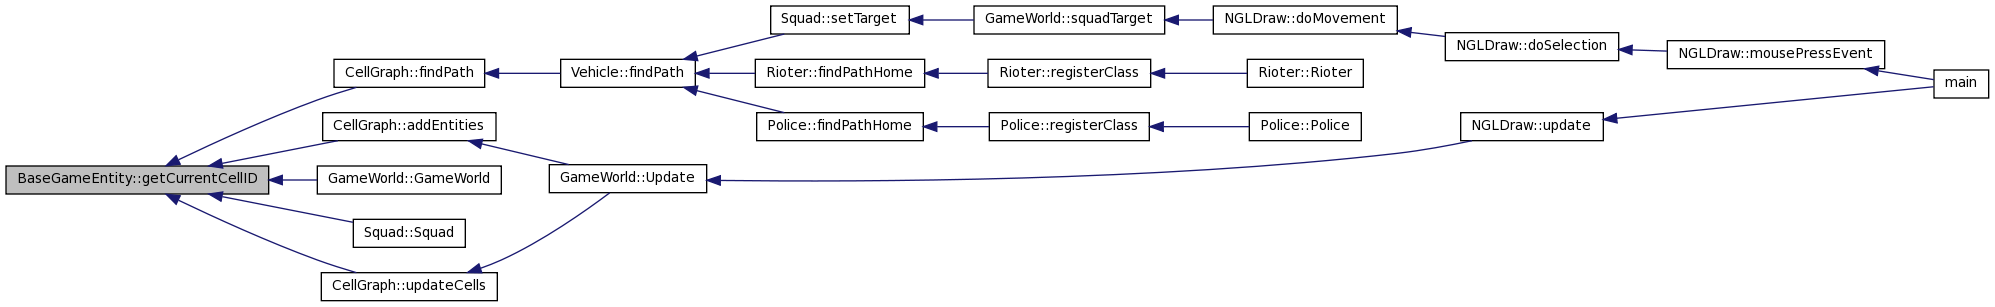 Squad::setTarget
GameWorld::squadTarget
NGLDraw::doMovement
NGLDraw::doSelection
NGLDraw::mousePressEvent
CellGraph::findPath
Vehicle::findPath
Rioter::findPathHome
Rioter::registerClass
Rioter::Rioter
main
CellGraph::addEntities
Police::findPathHome
Police::registerClass
Police::Police
NGLDraw::update
BaseGameEntity::getCurrentCellID
GameWorld::GameWorld
GameWorld::Update
Squad::Squad
CellGraph::updateCells